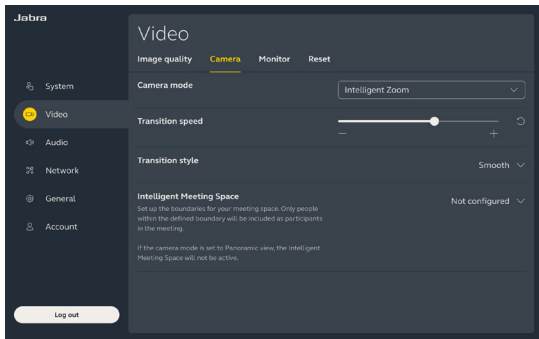 Jabra
Video
Image quality Camera Monitor Reset
System
Video
Audio
Network
General
Account
Log out
Camera mode
Intelligent Zoom
Transition speed
− +
Transition style
Smooth
Intelligent Meeting Space
Not configured
Set up the boundaries for your meeting space. Only people
within the defined boundary will be included as participants
in the meeting.
If the camera mode is set to Panoramic view, the Intelligent
Meeting Space will not be active.